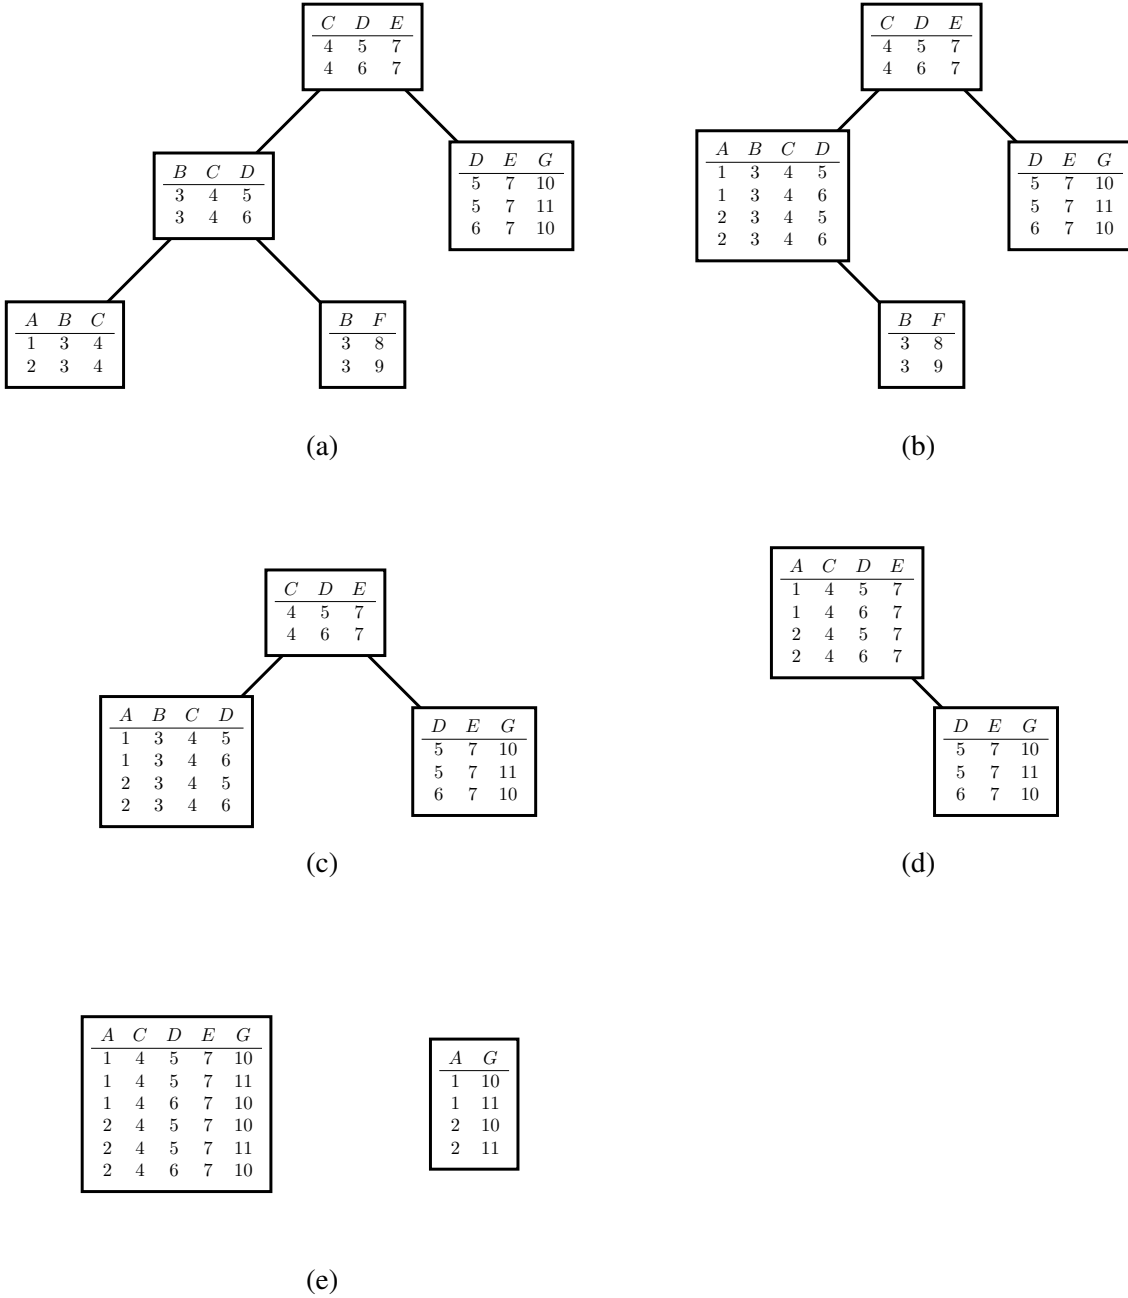 C D E
4 5 7
4 6 7
B C D
3 4 5
3 4 6
D E G
5 7 10
5 7 11
6 7 10
A B C
1 3 4
2 3 4
B F
3 8
3 9
(a)
C D E
4 5 7
4 6 7
A B C D
1 3 4 5
1 3 4 6
2 3 4 5
2 3 4 6
D E G
5 7 10
5 7 11
6 7 10
B F
3 8
3 9
(b)
C D E
4 5 7
4 6 7
A B C D
1 3 4 5
1 3 4 6
2 3 4 5
2 3 4 6
D E G
5 7 10
5 7 11
6 7 10
(c)
A C D E
1 4 5 7
1 4 6 7
2 4 5 7
2 4 6 7
D E G
5 7 10
5 7 11
6 7 10
(d)
A C D E G
1 4 5 7 10
1 4 5 7 11
1 4 6 7 10
2 4 5 7 10
2 4 5 7 11
2 4 6 7 10
A G
1 10
1 11
2 10
2 11
(e)